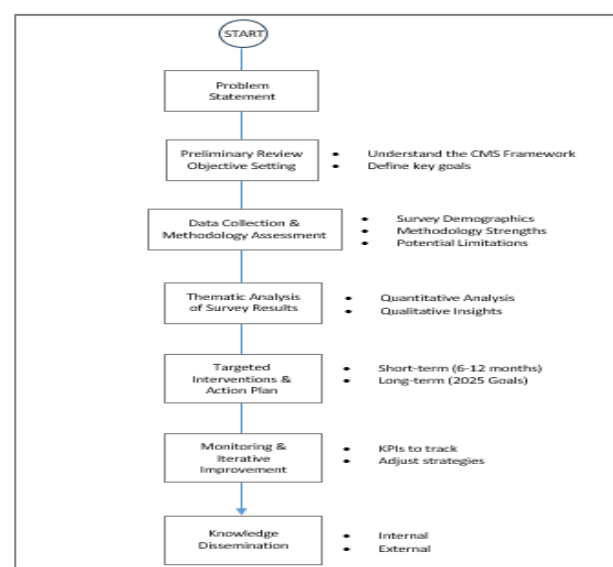 START
Problem
Statement
Preliminary Review
Objective Setting
• Understand the CMS Framework
• Define key goals
Data Collection &
Methodology Assessment
• Survey Demographics
• Methodology Strengths
• Potential Limitations
Thematic Analysis
of Survey Results
• Quantitative Analysis
• Qualitative Insights
Targeted
Interventions &
Action Plan
• Short-term (6-12 months)
• Long-term (2025 Goals)
Monitoring &
Iterative
Improvement
• KPIs to track
• Adjust strategies
Knowledge
Dissemination
• Internal
• External